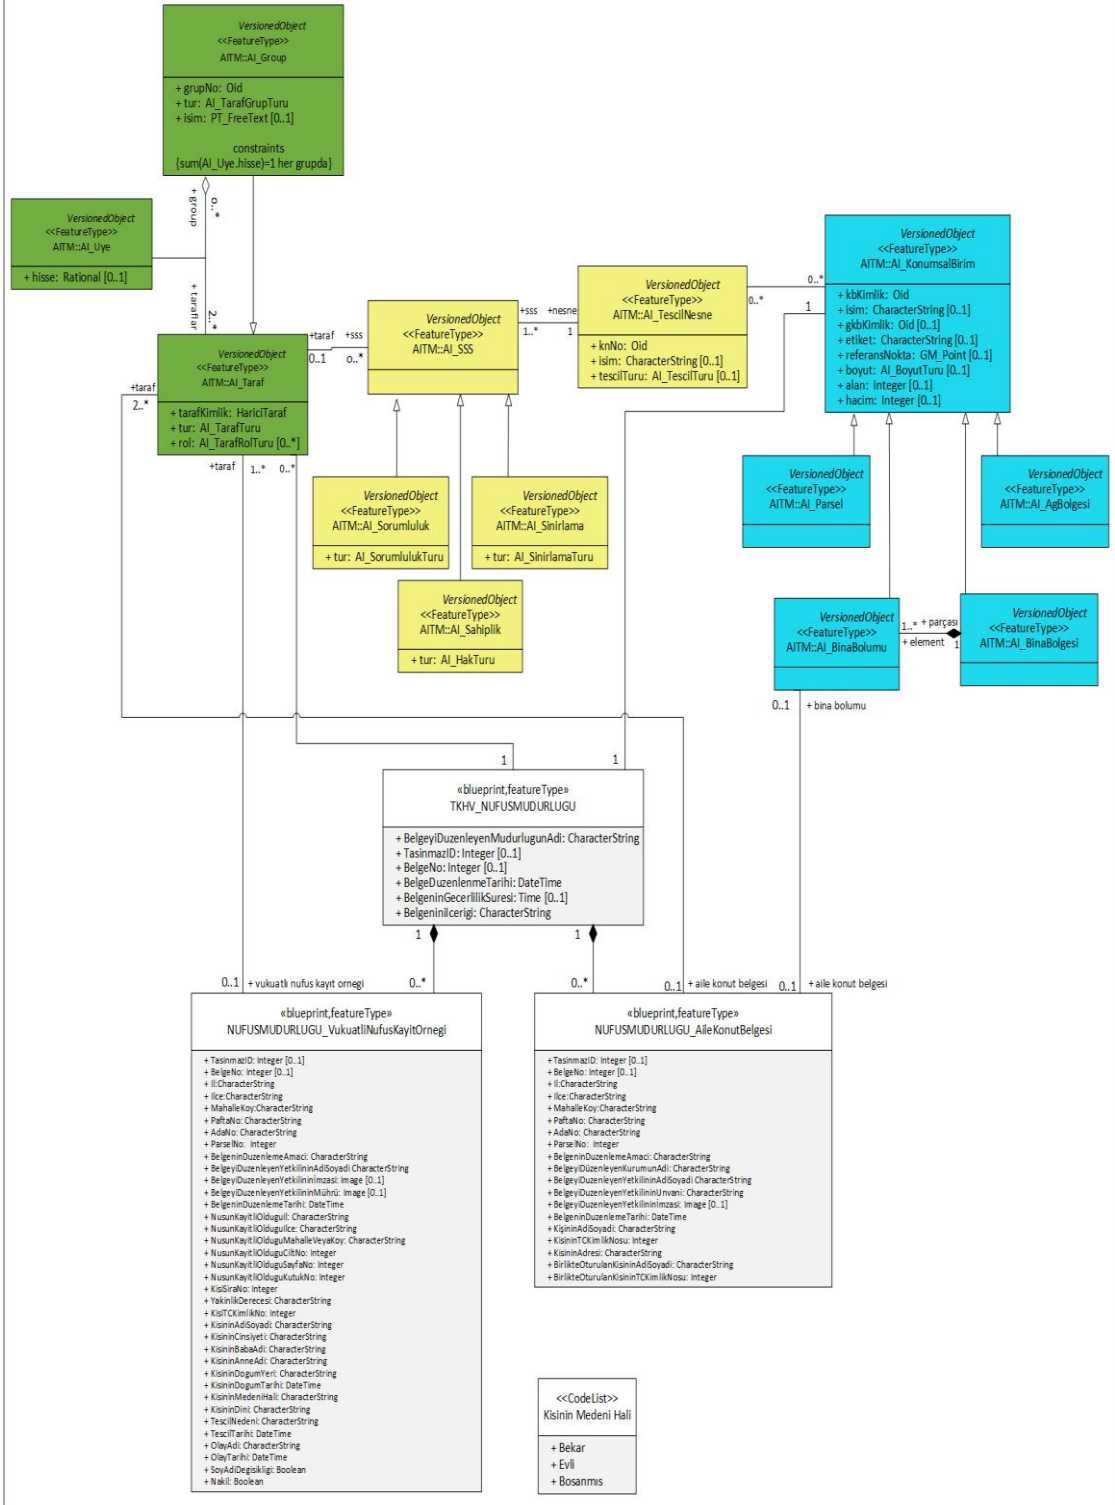 VersionedObject
<<FeatureType>>
AITM::AI_Group
+ grupNo: Oid
+ tur: AI_TarafGrupTuru
+ isim: PT_FreeText [0..1]
constraints
{sum(AI_Uye.hisse)=1 her grupda}
+ group
0..*
VersionedObject
<<FeatureType>>
AITM::AI_Uye
+ hisse: Rational [0..1]
+ taraflar
2..*
VersionedObject
<<FeatureType>>
AITM::AI_Taraf
+ tarafKimlik: HariciTaraf
+ tur: AI_TarafTuru
+ rol: AI_TarafRolTuru [0..*]
+taraf
2..*
+taraf
1..*
0..*
+taraf
0..1
+sss
0..*
VersionedObject
<<FeatureType>>
AITM::AI_SSS
+sss
1..*
+nesne
1
VersionedObject
<<FeatureType>>
AITM::AI_TescilNesne
+ knNo: Oid
+ isim: CharacterString [0..1]
+ tescilTuru: AI_TescilTuru [0..1]
0..*
0..*
1
VersionedObject
<<FeatureType>>
AITM::AI_KonumsalBirim
+ kbKimlik: Oid
+ isim: CharacterString [0..1]
+ gkbKimlik: Oid [0..1]
+ etiket: CharacterString [0..1]
+ referansNokta: GM_Point [0..1]
+ boyut: AI_BoyutTuru [0..1]
+ alan: Integer [0..1]
+ hacim: Integer [0..1]
VersionedObject
<<FeatureType>>
AITM::AI_Sorumluluk
+ tur: AI_SorumlulukTuru
VersionedObject
<<FeatureType>>
AITM::AI_Sinirlama
+ tur: AI_SinirlamaTuru
VersionedObject
<<FeatureType>>
AITM::AI_Sahiplik
+ tur: AI_HakTuru
VersionedObject
<<FeatureType>>
AITM::AI_Parsel
VersionedObject
<<FeatureType>>
AITM::AI_AgBolgesi
VersionedObject
<<FeatureType>>
AITM::AI_BinaBolumu
1..* + parçası
+ element 1
VersionedObject
<<FeatureType>>
AITM::AI_BinaBolgesi
0..1 + bina bolumu
1
1
«blueprint,featureType»
TKHV_NUFUSMUDURLUGU
+ BelgeyiDuzenleyenMudurlugunAdi: CharacterString
+ TasinmazID: Integer [0..1]
+ BelgeNo: Integer [0..1]
+ BelgeDuzenlenmeTarihi: DateTime
+ BelgeninGecerlilikSuresi: Time [0..1]
+ BelgeninIcerigi: CharacterString
1
1
0..1 + vukuatlı nufus kayıt ornegi
0..*
0..*
0..1 + aile konut belgesi
0..1 + aile konut belgesi
«blueprint,featureType»
NUFUSMUDURLUGU_VukuatliNufusKayitOrnegi
+ TasinmazID: Integer [0..1]
+ BelgeNo: Integer [0..1]
+ Il:CharacterString
+ Ilce:CharacterString
+ MahalleKoy:CharacterString
+ PaftaNo: CharacterString
+ AdaNo: CharacterString
+ ParselNo: Integer
+ BelgeninDuzenlemeAmaci: CharacterString
+ BelgeyiDuzenleyenYetkilininAdiSoyadi CharacterString
+ BelgeyiDuzenleyenYetkilininİmzasi: Image [0..1]
+ BelgeyiDuzenleyenYetkilininMührü: Image [0..1]
+ BelgeninDuzenlemeTarihi: DateTime
+ NusunKayitliOlduguIl: CharacterString
+ NusunKayitliOlduguIlce: CharacterString
+ NusunKayitliOlduguMahalleVeyaKoy: CharacterString
+ NusunKayitliOlduguCiltNo: Integer
+ NusunKayitliOlduguSayfaNo: Integer
+ NusunKayitliOlduguKutukNo: Integer
+ KisiSiraNo: Integer
+ YakinlikDerecesi: CharacterString
+ KisiTCKimlikNo: Integer
+ KisininAdiSoyadi: CharacterString
+ KisininCinsiyeti: CharacterString
+ KisininBabaAdi: CharacterString
+ KisininAnneAdi: CharacterString
+ KisininDogumYeri: CharacterString
+ KisininDogumTarihi: DateTime
+ KisininMedeniHali: CharacterString
+ KisininDini: CharacterString
+ TescilNedeni: CharacterString
+ TescilTarihi: DateTime
+ OlayAdi: CharacterString
+ OlayTarihi: DateTime
+ SoyAdiDegisikligi: Boolean
+ Nakil: Boolean
«blueprint,featureType»
NUFUSMUDURLUGU_AileKonutBelgesi
+ TasinmazID: Integer [0..1]
+ BelgeNo: Integer [0..1]
+ Il:CharacterString
+ Ilce:CharacterString
+ MahalleKoy:CharacterString
+ PaftaNo: CharacterString
+ AdaNo: CharacterString
+ ParselNo: Integer
+ BelgeninDuzenlemeAmaci: CharacterString
+ BelgeyiDüzenleyenKurumunAdi: CharacterString
+ BelgeyiDuzenleyenYetkilininAdiSoyadi CharacterString
+ BelgeyiDuzenleyenYetkilininUnvani: CharacterString
+ BelgeyiDuzenleyenYetkilininİmzasi: Image [0..1]
+ BelgeninDuzenlemeTarihi: DateTime
+ KişininAdiSoyadi: CharacterString
+ KisininTCKimlikNosu: Integer
+ KisininAdresi: CharacterString
+ BirlikteOturulanKisininAdiSoyadi: CharacterString
+ BirlikteOturulanKisininTCKimlikNosu: Integer
<<CodeList>>
Kisinin Medeni Hali
+ Bekar
+ Evli
+ Bosanmıs